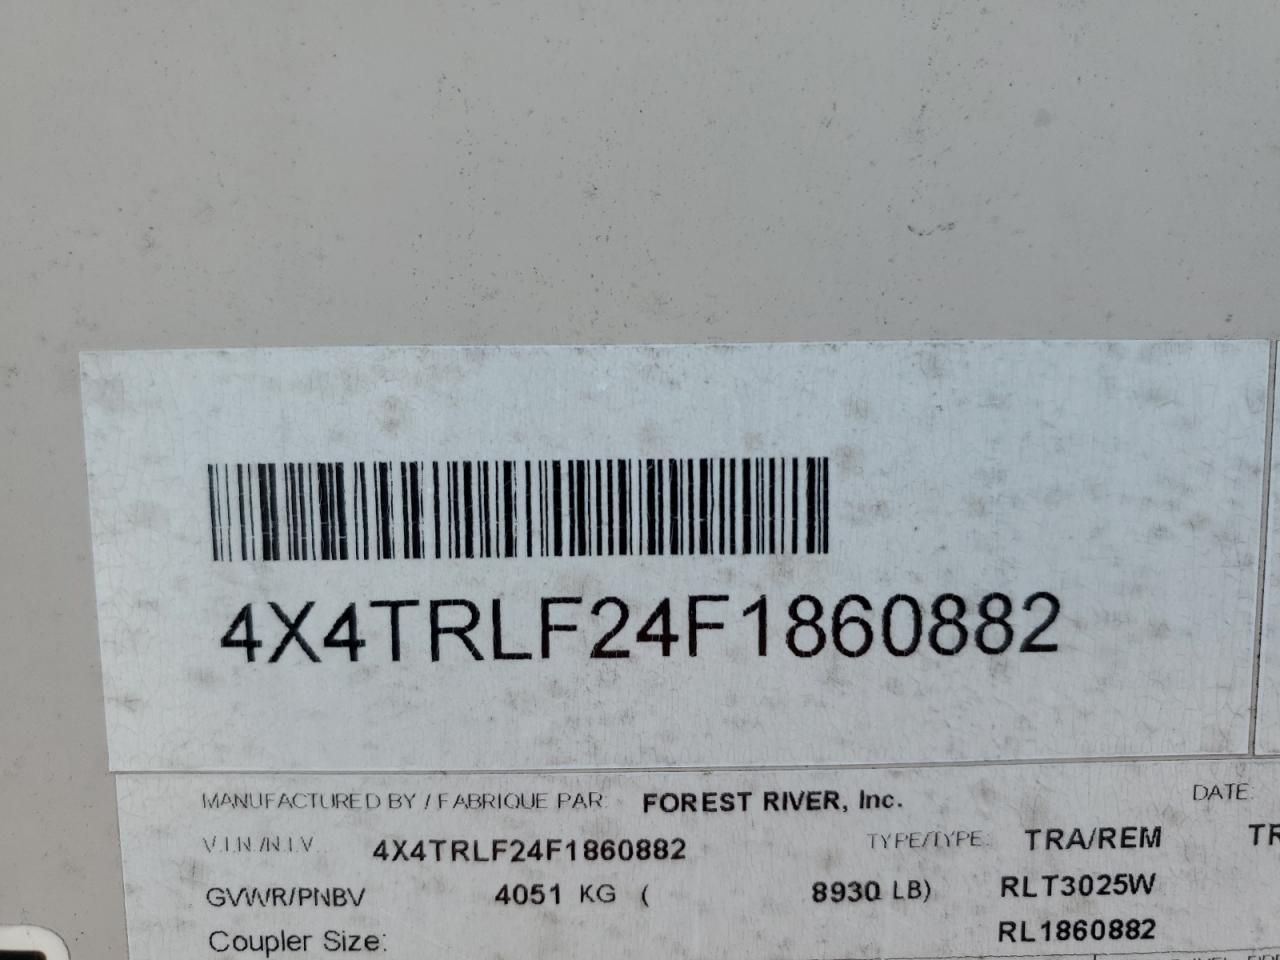 4X4TRLF24F1860882
MANUFACTURED BY / FABRIQUE PAR: FOREST RIVER, Inc. DATE:
V.I.N./N.I.V. 4X4TRLF24F1860882 TYPE/TYPE: TRA/REM
GVWR/PNBV 4051 KG ( 8930 LB) RLT3025W
Coupler Size: RL1860882